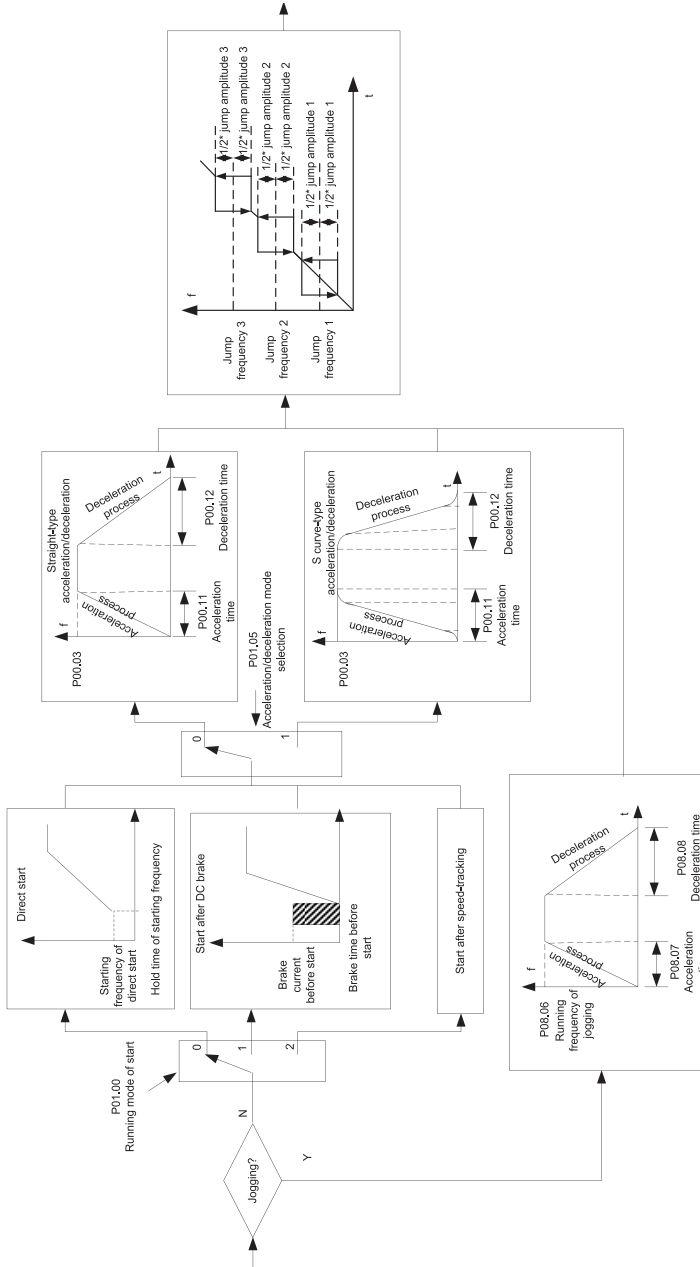 Jogging?
N
Y
P01.00
Running mode of start
0
1
2
Direct start
Starting
frequency of
direct start
Hold time of starting frequency
Start after DC brake
Brake
current
before start
Brake time before
start
Start after speed-tracking
P08.06
Running
frequency of
jogging
f
Acceleration
process
Deceleration
process
t
P08.07
Acceleration
P08.08
Deceleration time
0
1
P01.05
Acceleration/deceleration mode
selection
P00.03
f
Straight-type
acceleration/deceleration
Acceleration
process
Deceleration
process
t
P00.11
Acceleration
time
P00.12
Deceleration time
P00.03
f
S curve-type
acceleration/deceleration
Acceleration
process
Deceleration
process
t
P00.11
Acceleration
time
P00.12
Deceleration time
f
Jump
frequency 3
Jump
frequency 2
Jump
frequency 1
1/2* jump amplitude 3
1/2* jump amplitude 3
1/2* jump amplitude 2
1/2* jump amplitude 2
1/2* jump amplitude 1
1/2* jump amplitude 1
t